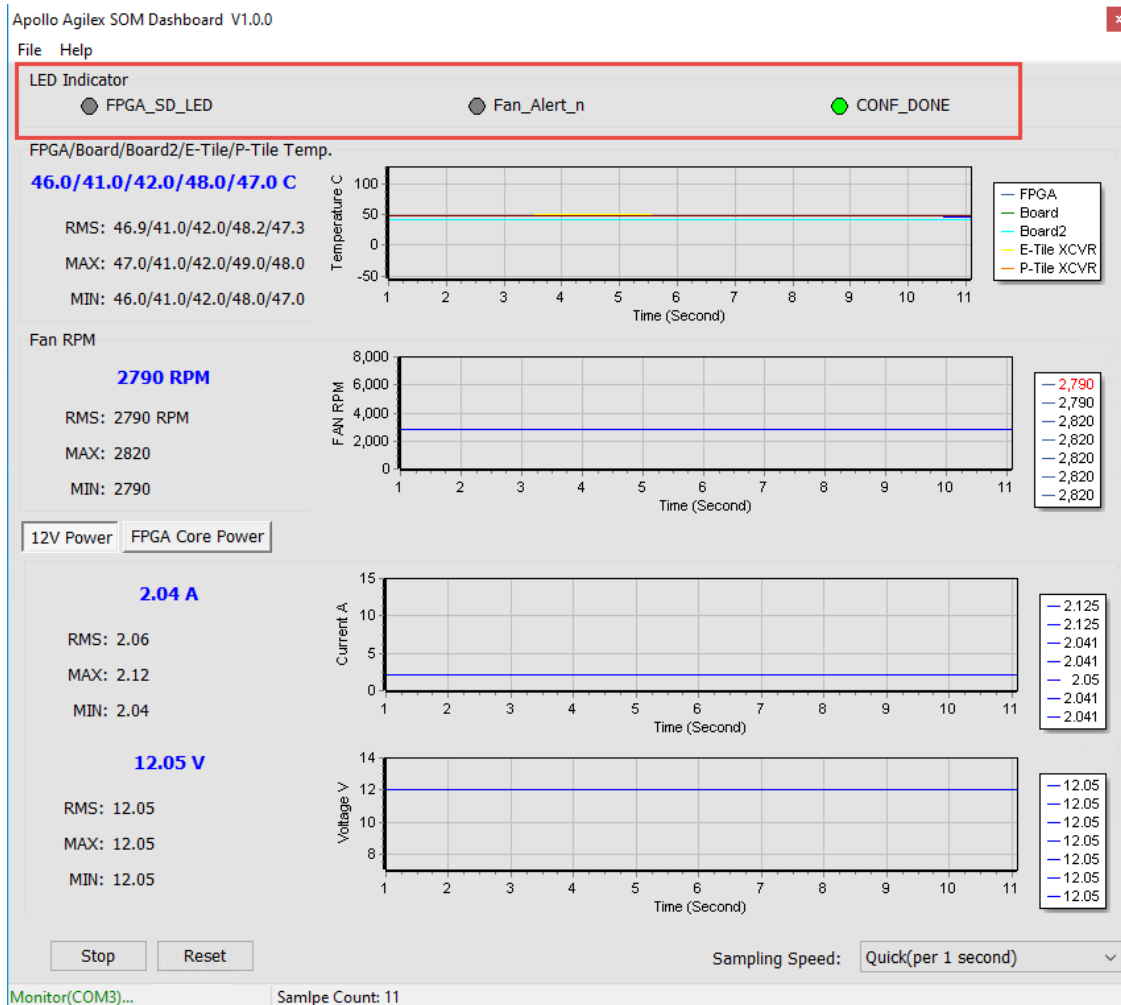 Apollo Agilex SOM Dashboard V1.0.0
x
File Help
LED Indicator
FPGA_SD_LED Fan_Alert_n CONF_DONE
FPGA/Board/Board2/E-Tile/P-Tile Temp.
46.0/41.0/42.0/48.0/47.0 C
RMS: 46.9/41.0/42.0/48.2/47.3
MAX: 47.0/41.0/42.0/49.0/48.0
MIN: 46.0/41.0/42.0/48.0/47.0
Temperature C
100
50
0
-50
1 2 3 4 5 6 7 8 9 10 11
Time (Second)
FPGA
Board
Board2
E-Tile XCVR
P-Tile XCVR
Fan RPM
2790 RPM
RMS: 2790 RPM
MAX: 2820
MIN: 2790
FAN RPM
8,000
6,000
4,000
2,000
0
1 2 3 4 5 6 7 8 9 10 11
Time (Second)
2,790
2,790
2,820
2,820
2,820
2,820
2,820
12V Power FPGA Core Power
2.04 A
RMS: 2.06
MAX: 2.12
MIN: 2.04
Current A
15
10
5
0
1 2 3 4 5 6 7 8 9 10 11
Time (Second)
2.125
2.125
2.041
2.041
2.05
2.041
2.041
12.05 V
RMS: 12.05
MAX: 12.05
MIN: 12.05
Voltage V
14
12
10
8
1 2 3 4 5 6 7 8 9 10 11
Time (Second)
12.05
12.05
12.05
12.05
12.05
12.05
12.05
Stop Reset Sampling Speed: Quick(per 1 second)
Monitor(COM3)... Samlpe Count: 11